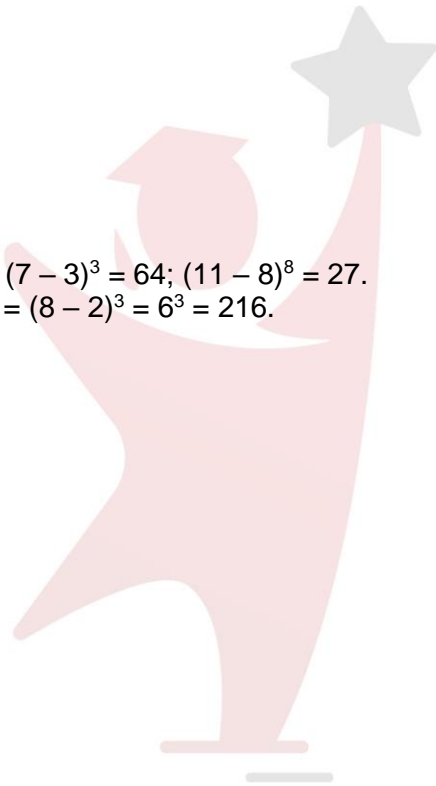 (7 – 3)³ = 64; (11 – 8)⁸ = 27.
= (8 – 2)³ = 6³ = 216.